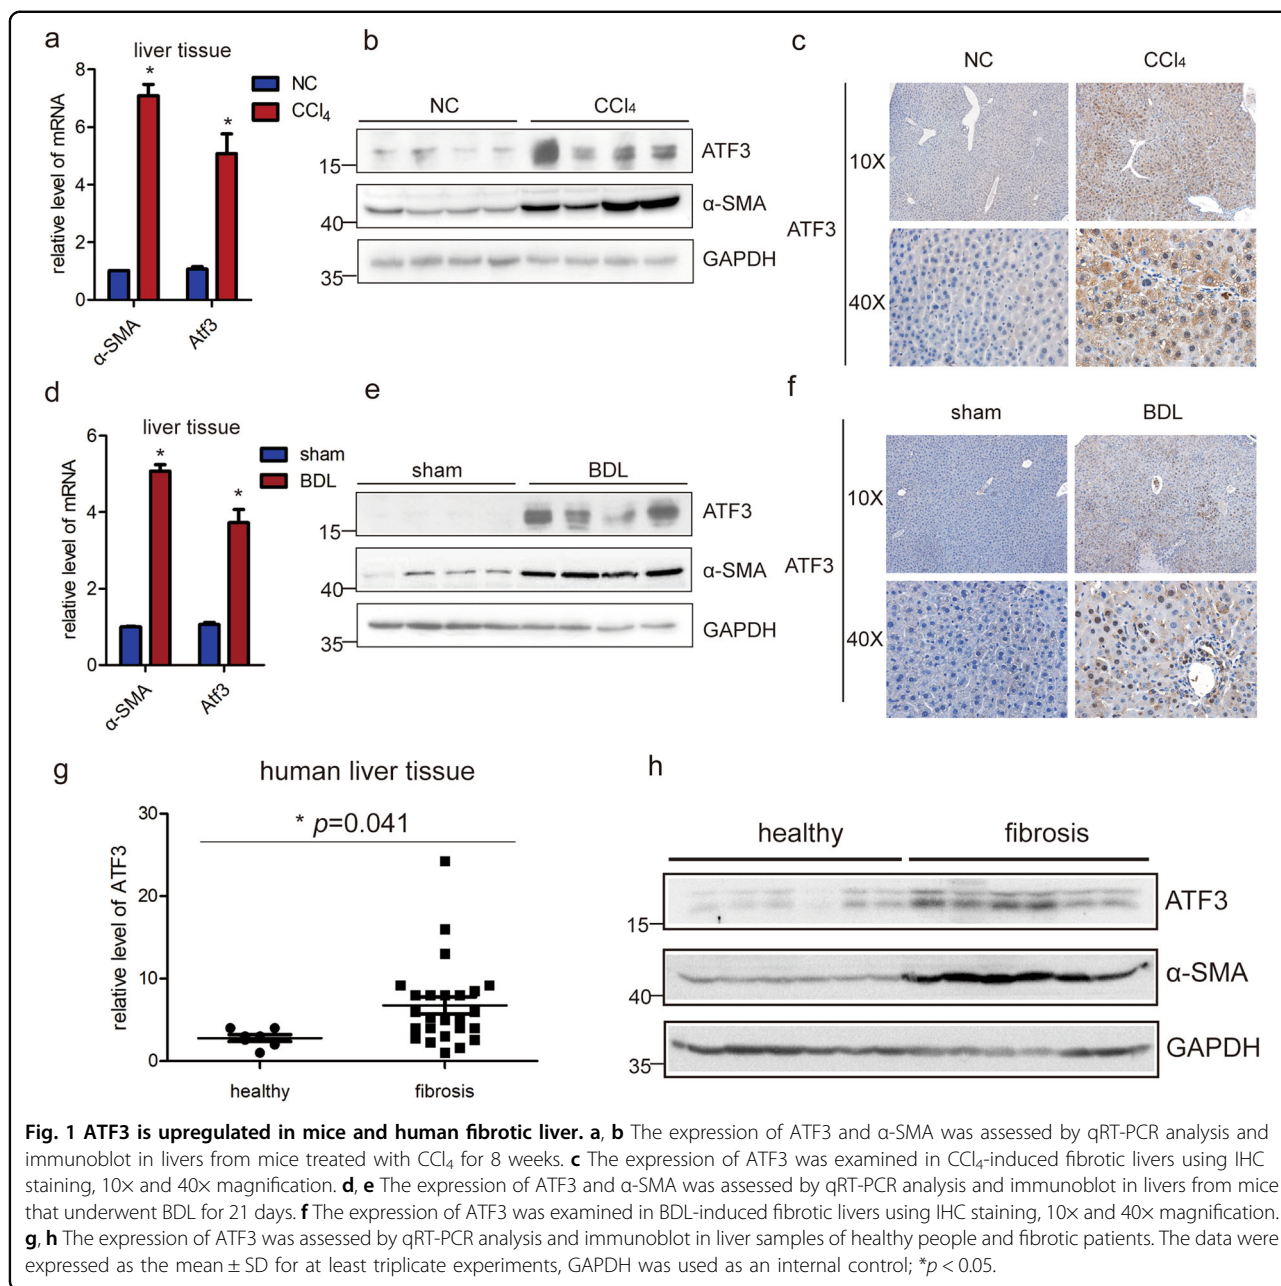 a
liver tissue
relative level of mRNA
8
6
4
2
0
*
*
NC
CCl₄
α-SMA
Atf3
b
NC
CCl₄
ATF3
15
α-SMA
40
GAPDH
35
c
NC
CCl₄
ATF3
10X
40X
d
liver tissue
relative level of mRNA
6
4
2
0
*
*
sham
BDL
α-SMA
Atf3
e
sham
BDL
ATF3
15
α-SMA
40
GAPDH
35
f
sham
BDL
ATF3
10X
40X
g
human liver tissue
* p=0.041
relative level of ATF3
30
20
10
0
healthy
fibrosis
h
healthy
fibrosis
ATF3
15
α-SMA
40
GAPDH
35
Fig. 1 ATF3 is upregulated in mice and human fibrotic liver. a, b The expression of ATF3 and α-SMA was assessed by qRT-PCR analysis and
immunoblot in livers from mice treated with CCl₄ for 8 weeks. c The expression of ATF3 was examined in CCl₄-induced fibrotic livers using IHC
staining, 10× and 40× magnification. d, e The expression of ATF3 and α-SMA was assessed by qRT-PCR analysis and immunoblot in livers from mice
that underwent BDL for 21 days. f The expression of ATF3 was examined in BDL-induced fibrotic livers using IHC staining, 10× and 40× magnification.
g, h The expression of ATF3 was assessed by qRT-PCR analysis and immunoblot in liver samples of healthy people and fibrotic patients. The data were
expressed as the mean ± SD for at least triplicate experiments, GAPDH was used as an internal control; *p < 0.05.